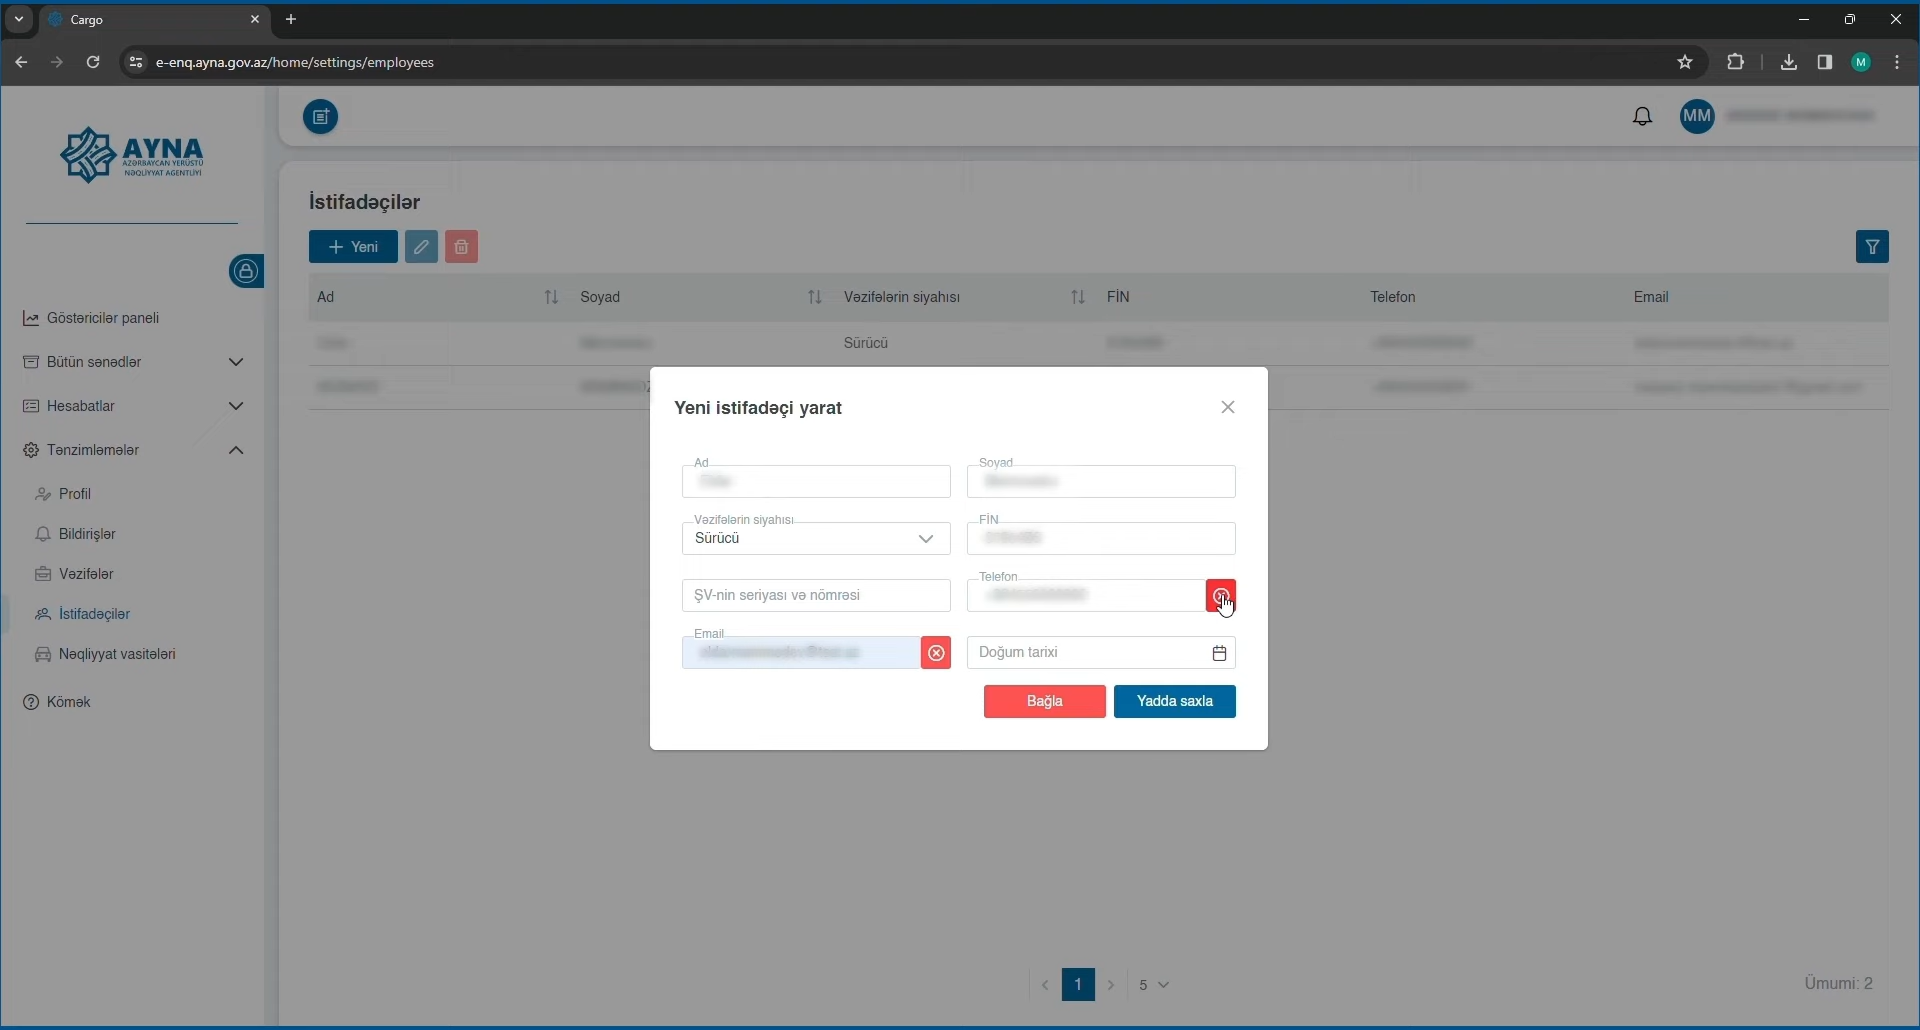 Cargo
e-enq.ayna.gov.az/home/settings/employees
M
AYNA
AZƏRBAYCAN YERÜSTÜ
NƏQLİYYAT AGENTLİYİ
MM
Göstəricilər paneli
Bütün sənədlər
Hesabatlar
Tənzimləmələr
Profil
Bildirişlər
Vəzifələr
İstifadəçilər
Nəqliyyat vasitələri
Kömək
İstifadəçilər
Yeni
Ad Soyad Vəzifələrin siyahısı FİN Telefon Email
Sürücü
Yeni istifadəçi yarat
Ad Soyad
Vəzifələrin siyahısı FİN
Sürücü
ŞV-nin seriyası və nömrəsi Telefon
Email Doğum tarixi
Bağla Yadda saxla
1 5
Ümumi: 2